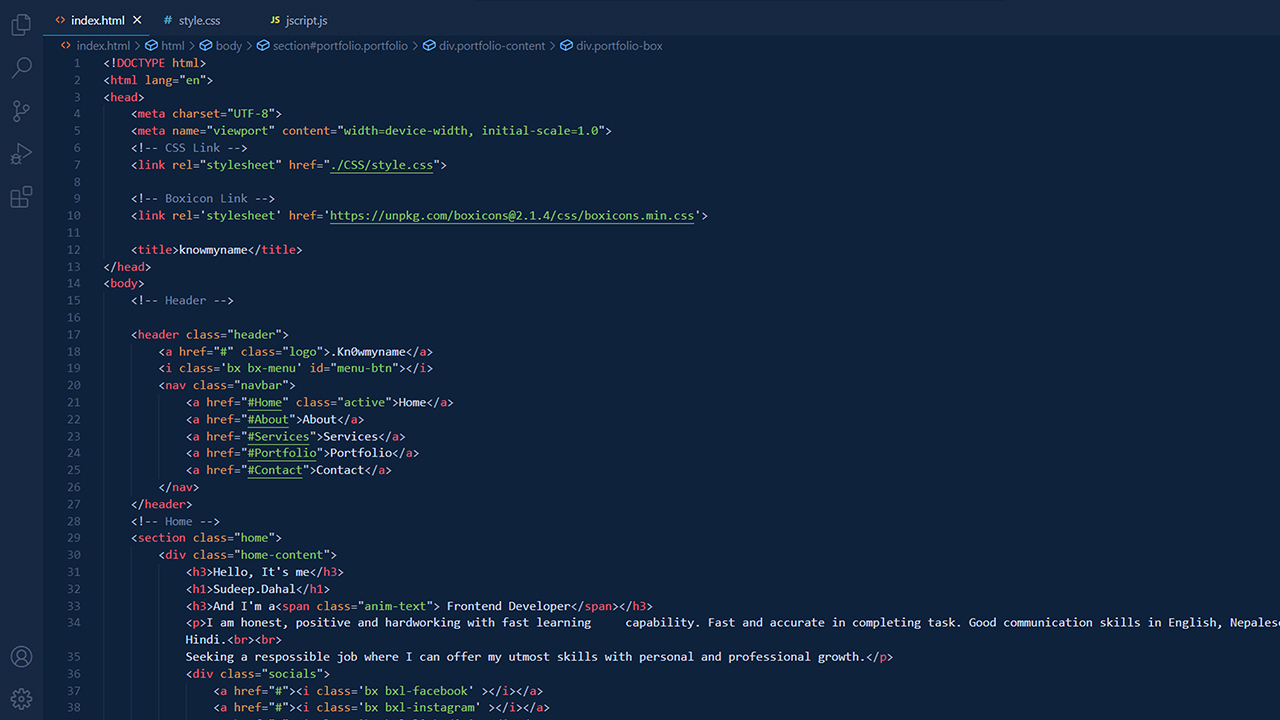 index.html
style.css
JS jscript.js
index.html > html > body > section#portfolio.portfolio > div.portfolio-content > div.portfolio-box
1 <!DOCTYPE html>
2 <html lang="en">
3 <head>
4 <meta charset="UTF-8">
5 <meta name="viewport" content="width=device-width, initial-scale=1.0">
6 <!-- CSS Link -->
7 <link rel="stylesheet" href="./CSS/style.css">
8
9 <!-- Boxicon Link -->
10 <link rel='stylesheet' href='https://unpkg.com/boxicons@2.1.4/css/boxicons.min.css'>
11
12 <title>knowmyname</title>
13 </head>
14 <body>
15 <!-- Header -->
16
17 <header class="header">
18 <a href="#" class="logo">.Kn0wmyname</a>
19 <i class='bx bx-menu' id="menu-btn"></i>
20 <nav class="navbar">
21 <a href="#Home" class="active">Home</a>
22 <a href="#About">About</a>
23 <a href="#Services">Services</a>
24 <a href="#Portfolio">Portfolio</a>
25 <a href="#Contact">Contact</a>
26 </nav>
27 </header>
28 <!-- Home -->
29 <section class="home">
30 <div class="home-content">
31 <h3>Hello, It's me</h3>
32 <h1>Sudeep.Dahal</h1>
33 <h3>And I'm a<span class="anim-text"> Frontend Developer</span></h3>
34 <p>I am honest, positive and hardworking with fast learning     capability. Fast and accurate in completing task. Good communication skills in English, Nepalese
Hindi.<br><br>
35 Seeking a respossible job where I can offer my utmost skills with personal and professional growth.</p>
36 <div class="socials">
37 <a href="#"><i class='bx bxl-facebook' ></i></a>
38 <a href="#"><i class='bx bxl-instagram' ></i></a>